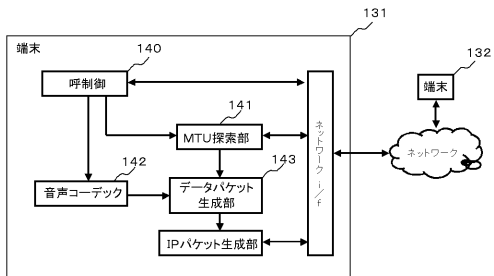 131
端末
140
呼制御
132
端末
141
MTU探索部
ネットワークi/f
ネットワーク
142
143
音声コーデック
データパケット
生成部
IPパケット生成部